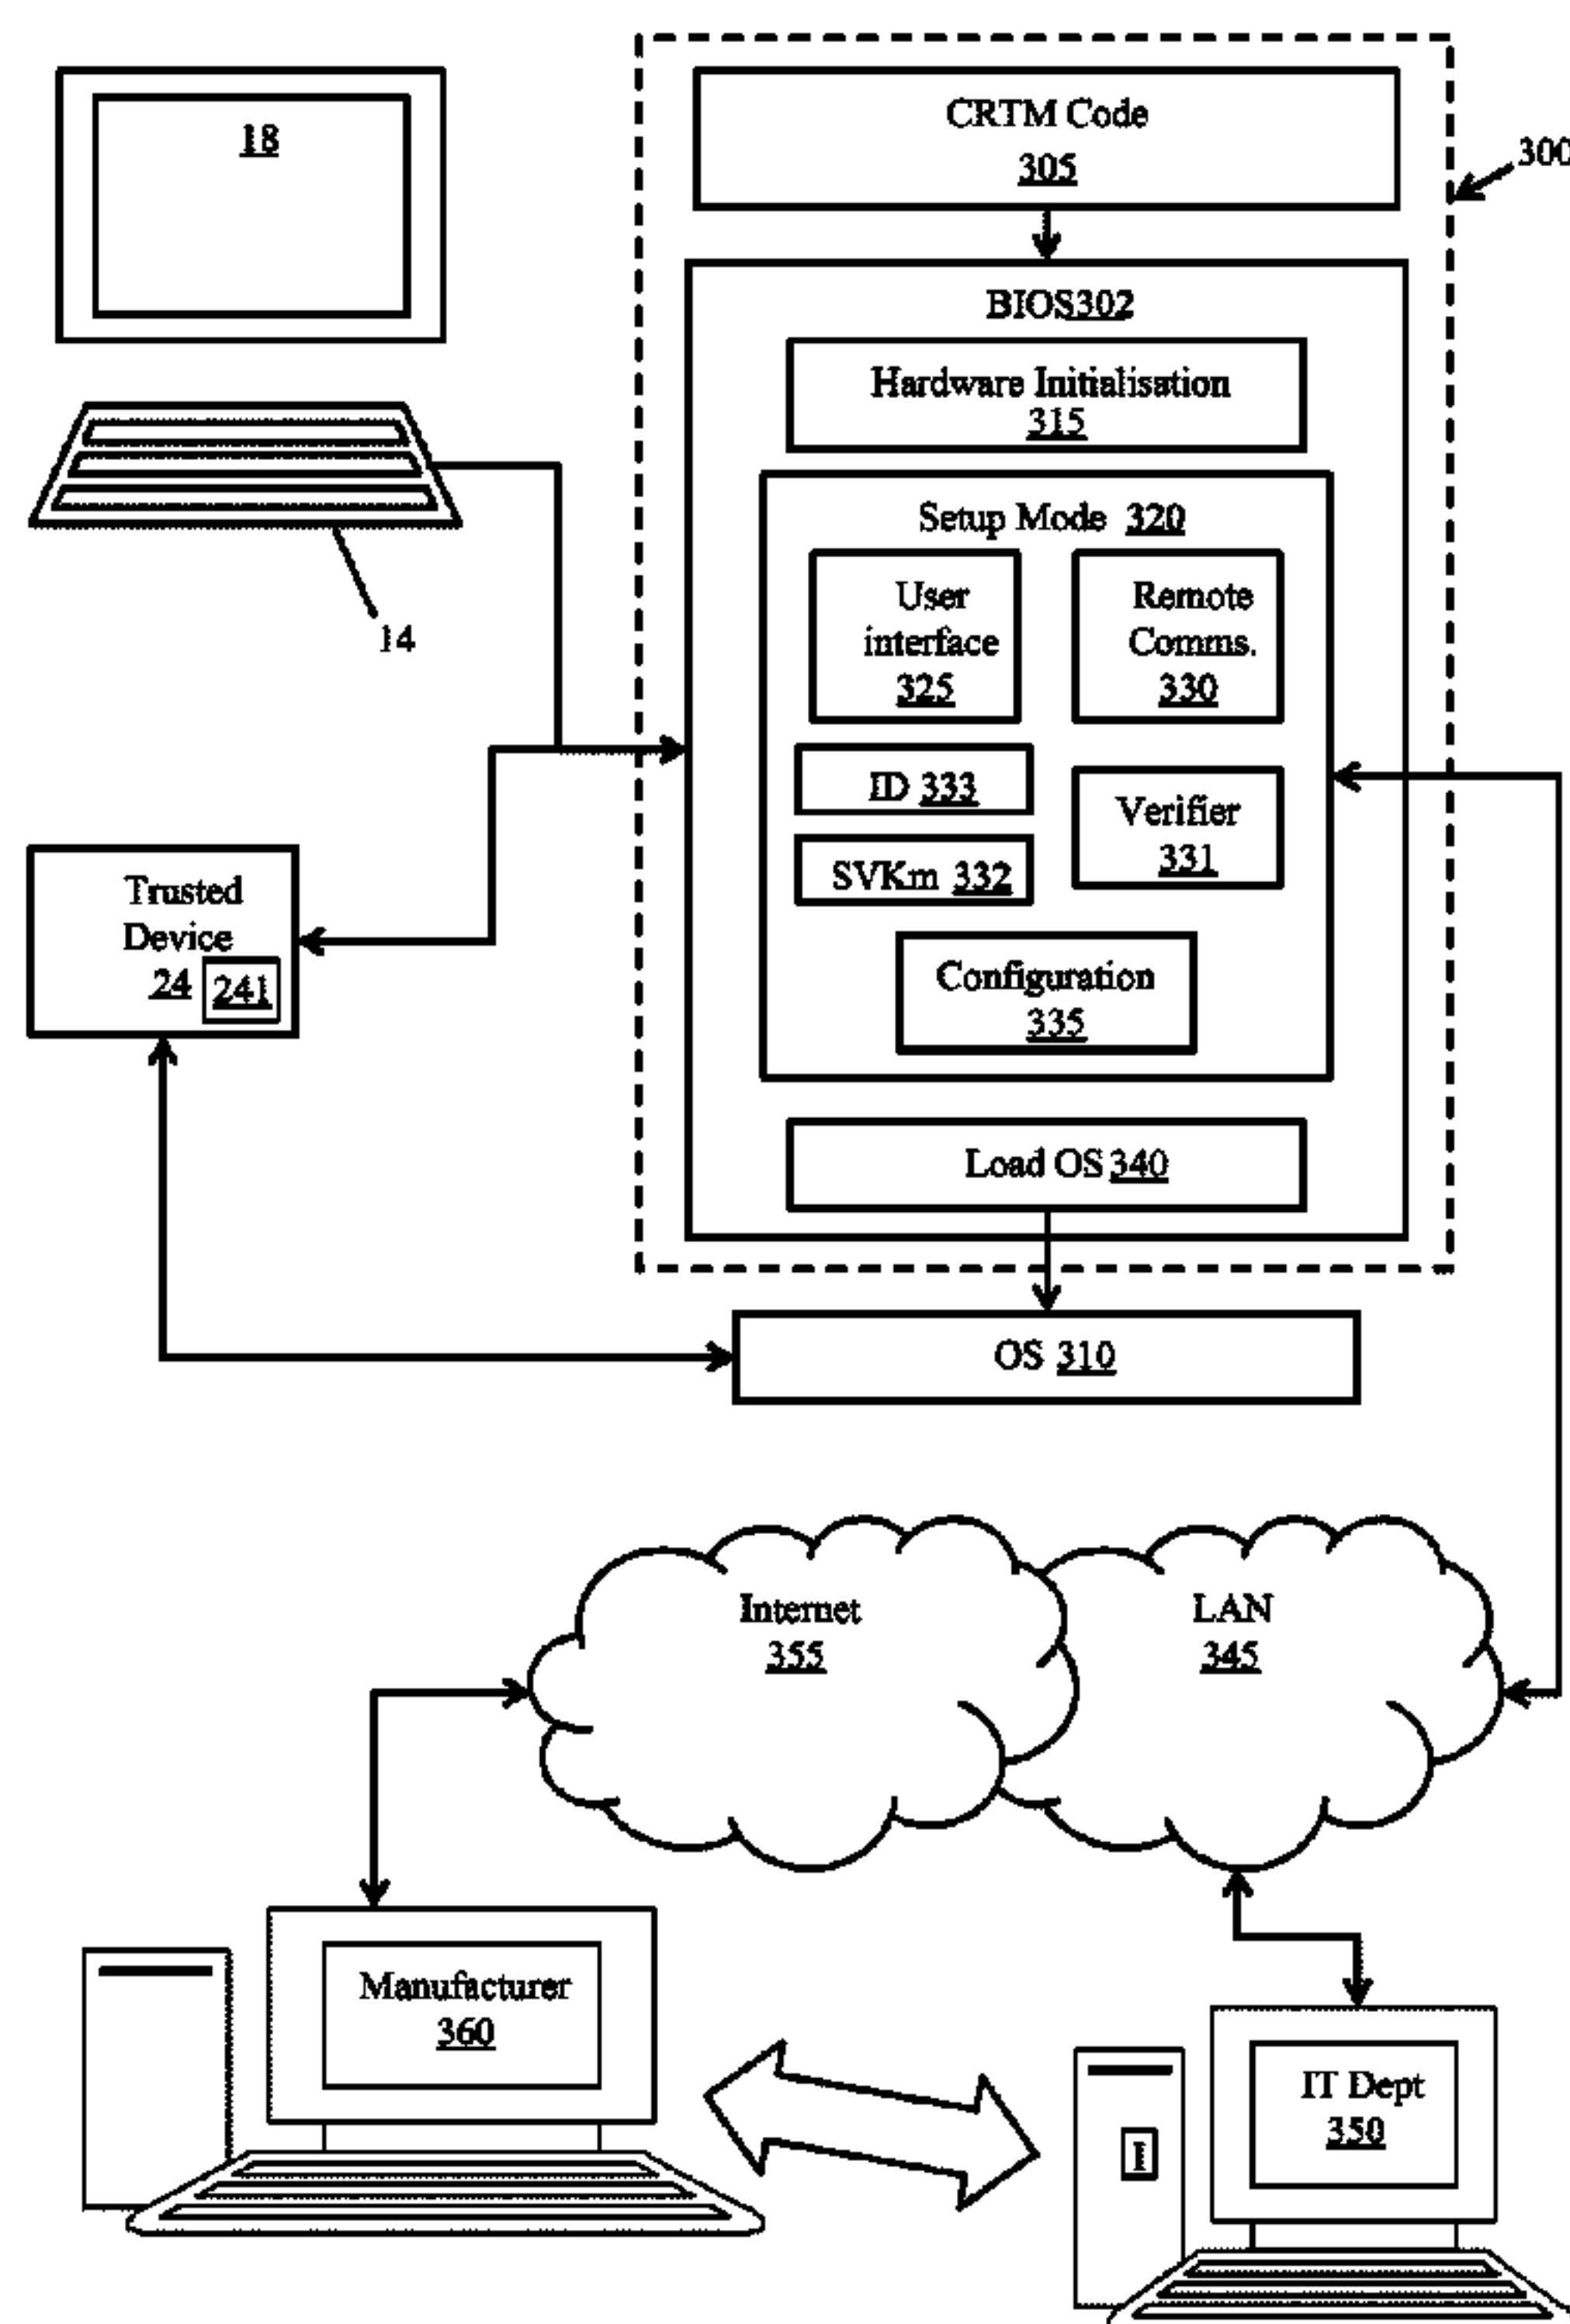 18
CRTM Code
305
300
BIOS302
Hardware Initialisation
315
Setup Mode 320
User
interface
325
Remote
Comms.
330
14
ID 333
SVKm 332
Verifier
331
Configuration
335
Trusted
Device
24 241
Load OS 340
OS 310
Internet
355
LAN
345
Manufacturer
360
IT Dept
350
I